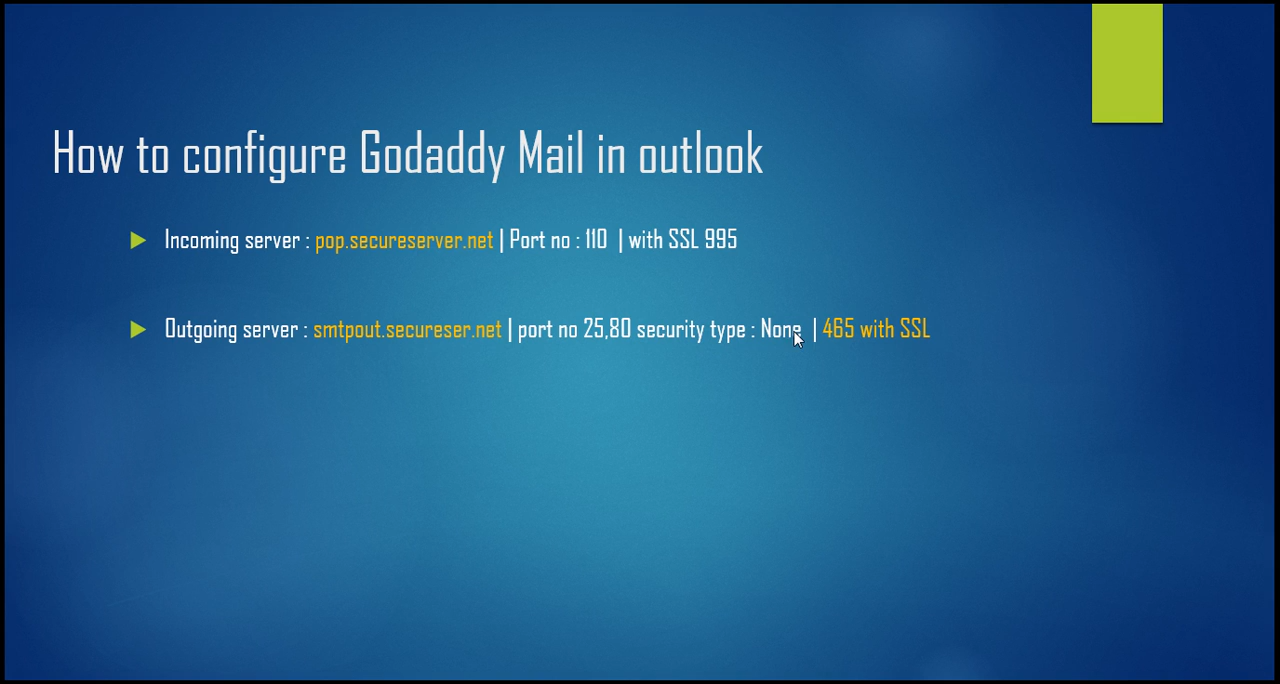 How to configure Godaddy Mail in outlook
Incoming server : pop.secureserver.net | Port no : 110 | with SSL 995
Outgoing server : smtpout.secureser.net | port no 25,80 security type : None | 465 with SSL